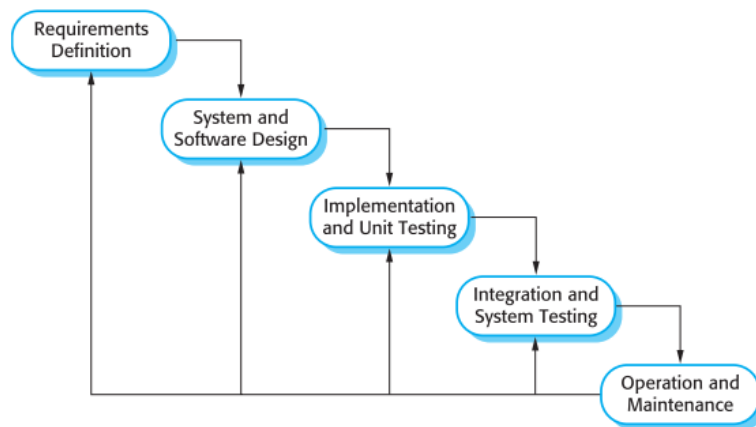 Requirements
Definition
System and
Software Design
Implementation
and Unit Testing
Integration and
System Testing
Operation and
Maintenance